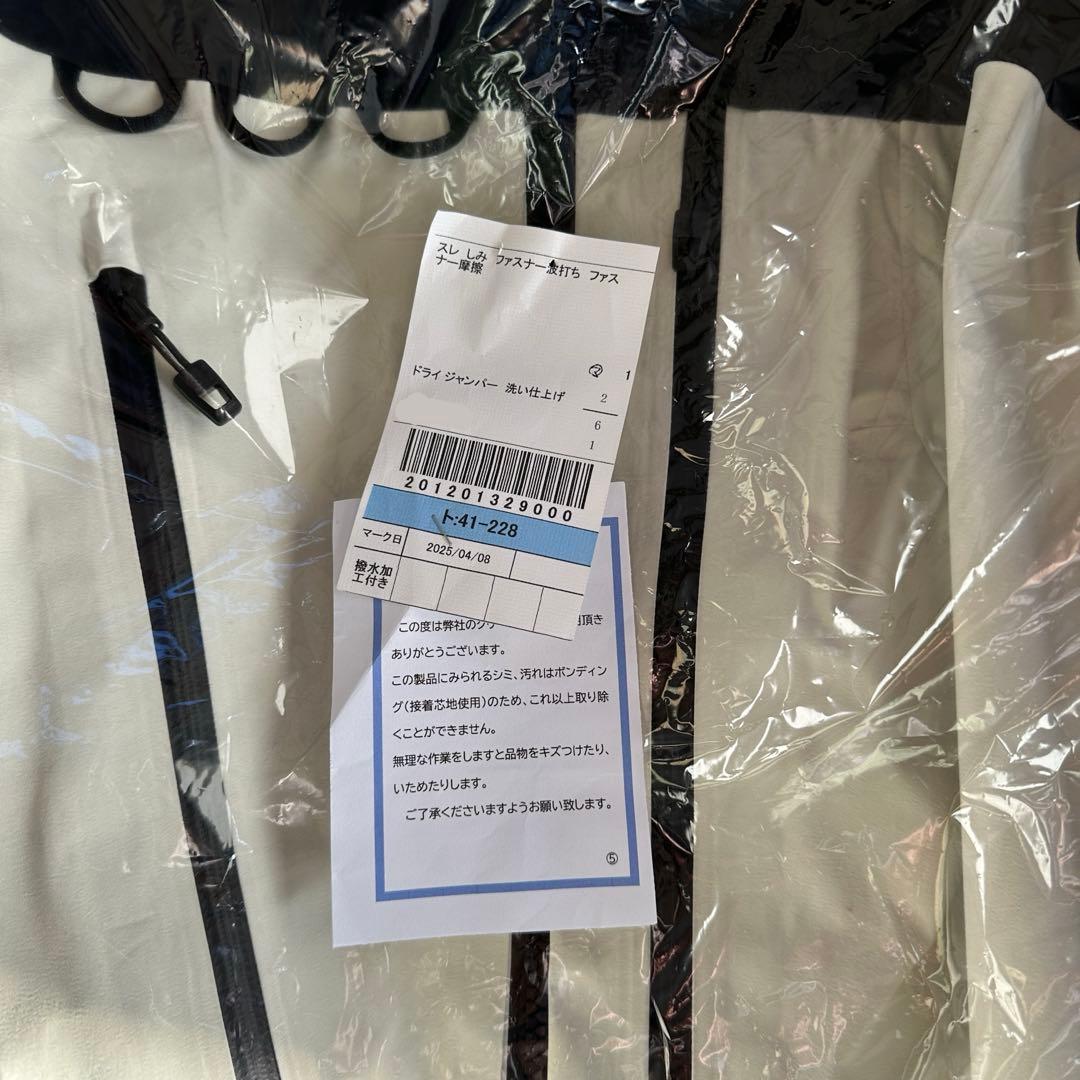 スレ しみ ファスナー波打ち ファス
ナー摩擦
マ 1
ドライ ジャンパー 洗い仕上げ
2
6
1
201201329000
ト:41-228
マーク日 2025/04/08
撥水加
工付き
この度は弊社のク 頂き
ありがとうございます。
この製品にみられるシミ、汚れはボンディン
グ(接着芯地使用)のため、これ以上取り除
くことができません。
無理な作業をしますと品物をキズつけたり、
いためたりします。
ご了承くださいますようお願い致します。
⑤